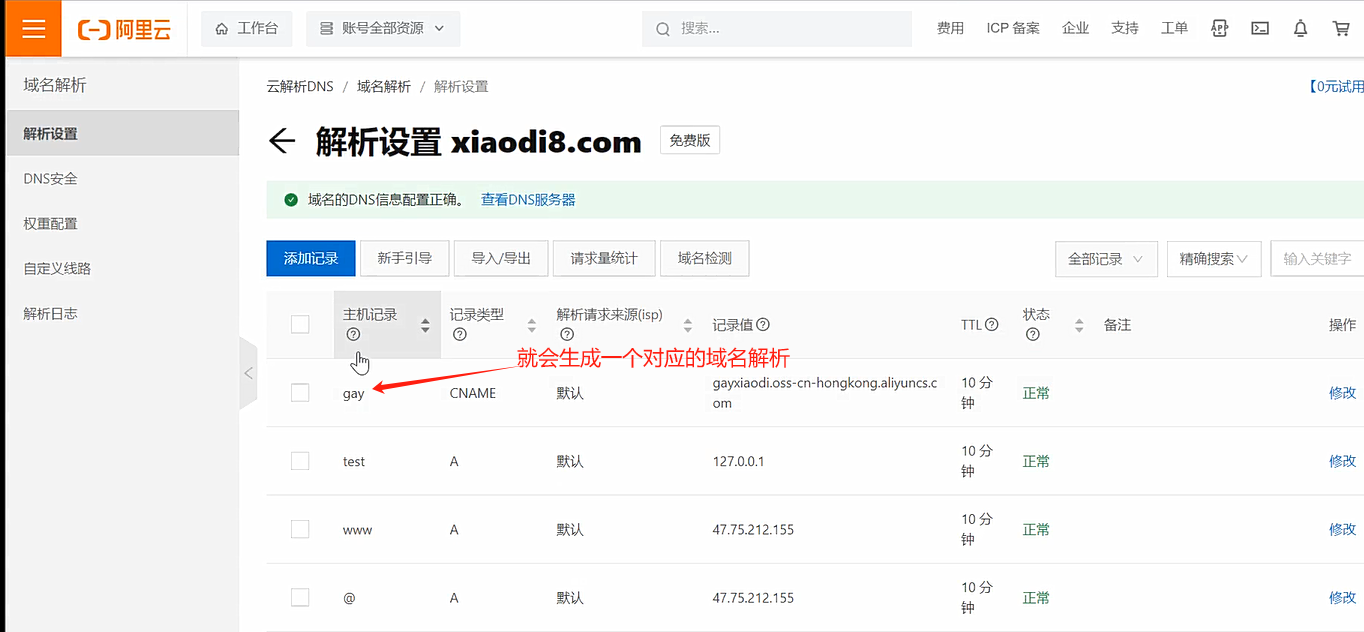 阿里云
工作台
账号全部资源
搜索...
费用
ICP 备案
企业
支持
工单
域名解析
解析设置
DNS安全
权重配置
自定义线路
解析日志
云解析DNS / 域名解析 / 解析设置
【0元试用
解析设置 xiaodi8.com
免费版
域名的DNS信息配置正确。 查看DNS服务器
添加记录
新手引导
导入/导出
请求量统计
域名检测
全部记录
精确搜索
输入关键字
主机记录
记录类型
解析请求来源(isp)
记录值
TTL
状态
备注
操作
就会生成一个对应的域名解析
gay
CNAME
默认
gayxiaodi.oss-cn-hongkong.aliyuncs.c
om
10 分
钟
正常
修改
test
A
默认
127.0.0.1
10 分
钟
正常
修改
www
A
默认
47.75.212.155
10 分
钟
正常
修改
@
A
默认
47.75.212.155
10 分
钟
正常
修改